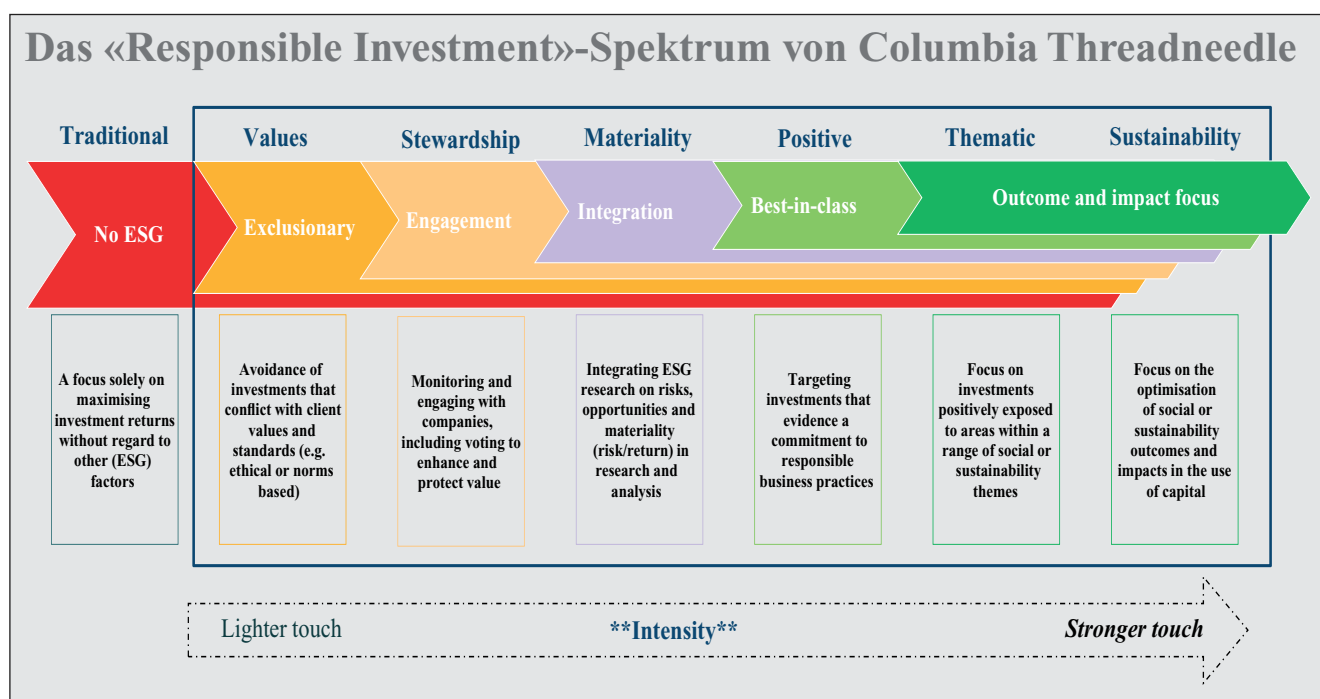 Das «Responsible Investment»-Spektrum von Columbia Threadneedle
Traditional
Values
Stewardship
Materiality
Positive
Thematic
Sustainability
No ESG
Exclusionary
Engagement
Integration
Best-in-class
Outcome and impact focus
A focus solely on
maximising
investment returns
without regard to
other (ESG)
factors
Avoidance of
investments that
conflict with client
values and
standards (e.g.
ethical or norms
based)
Monitoring and
engaging with
companies,
including voting to
enhance and
protect value
Integrating ESG
research on risks,
opportunities and
materiality
(risk/return) in
research and
analysis
Targeting
investments that
evidence a
commitment to
responsible
business practices
Focus on
investments
positively exposed
to areas within a
range of social or
sustainability
themes
Focus on the
optimisation
of social or
sustainability
outcomes and
impacts in the use
of capital
Lighter touch
**Intensity**
Stronger touch